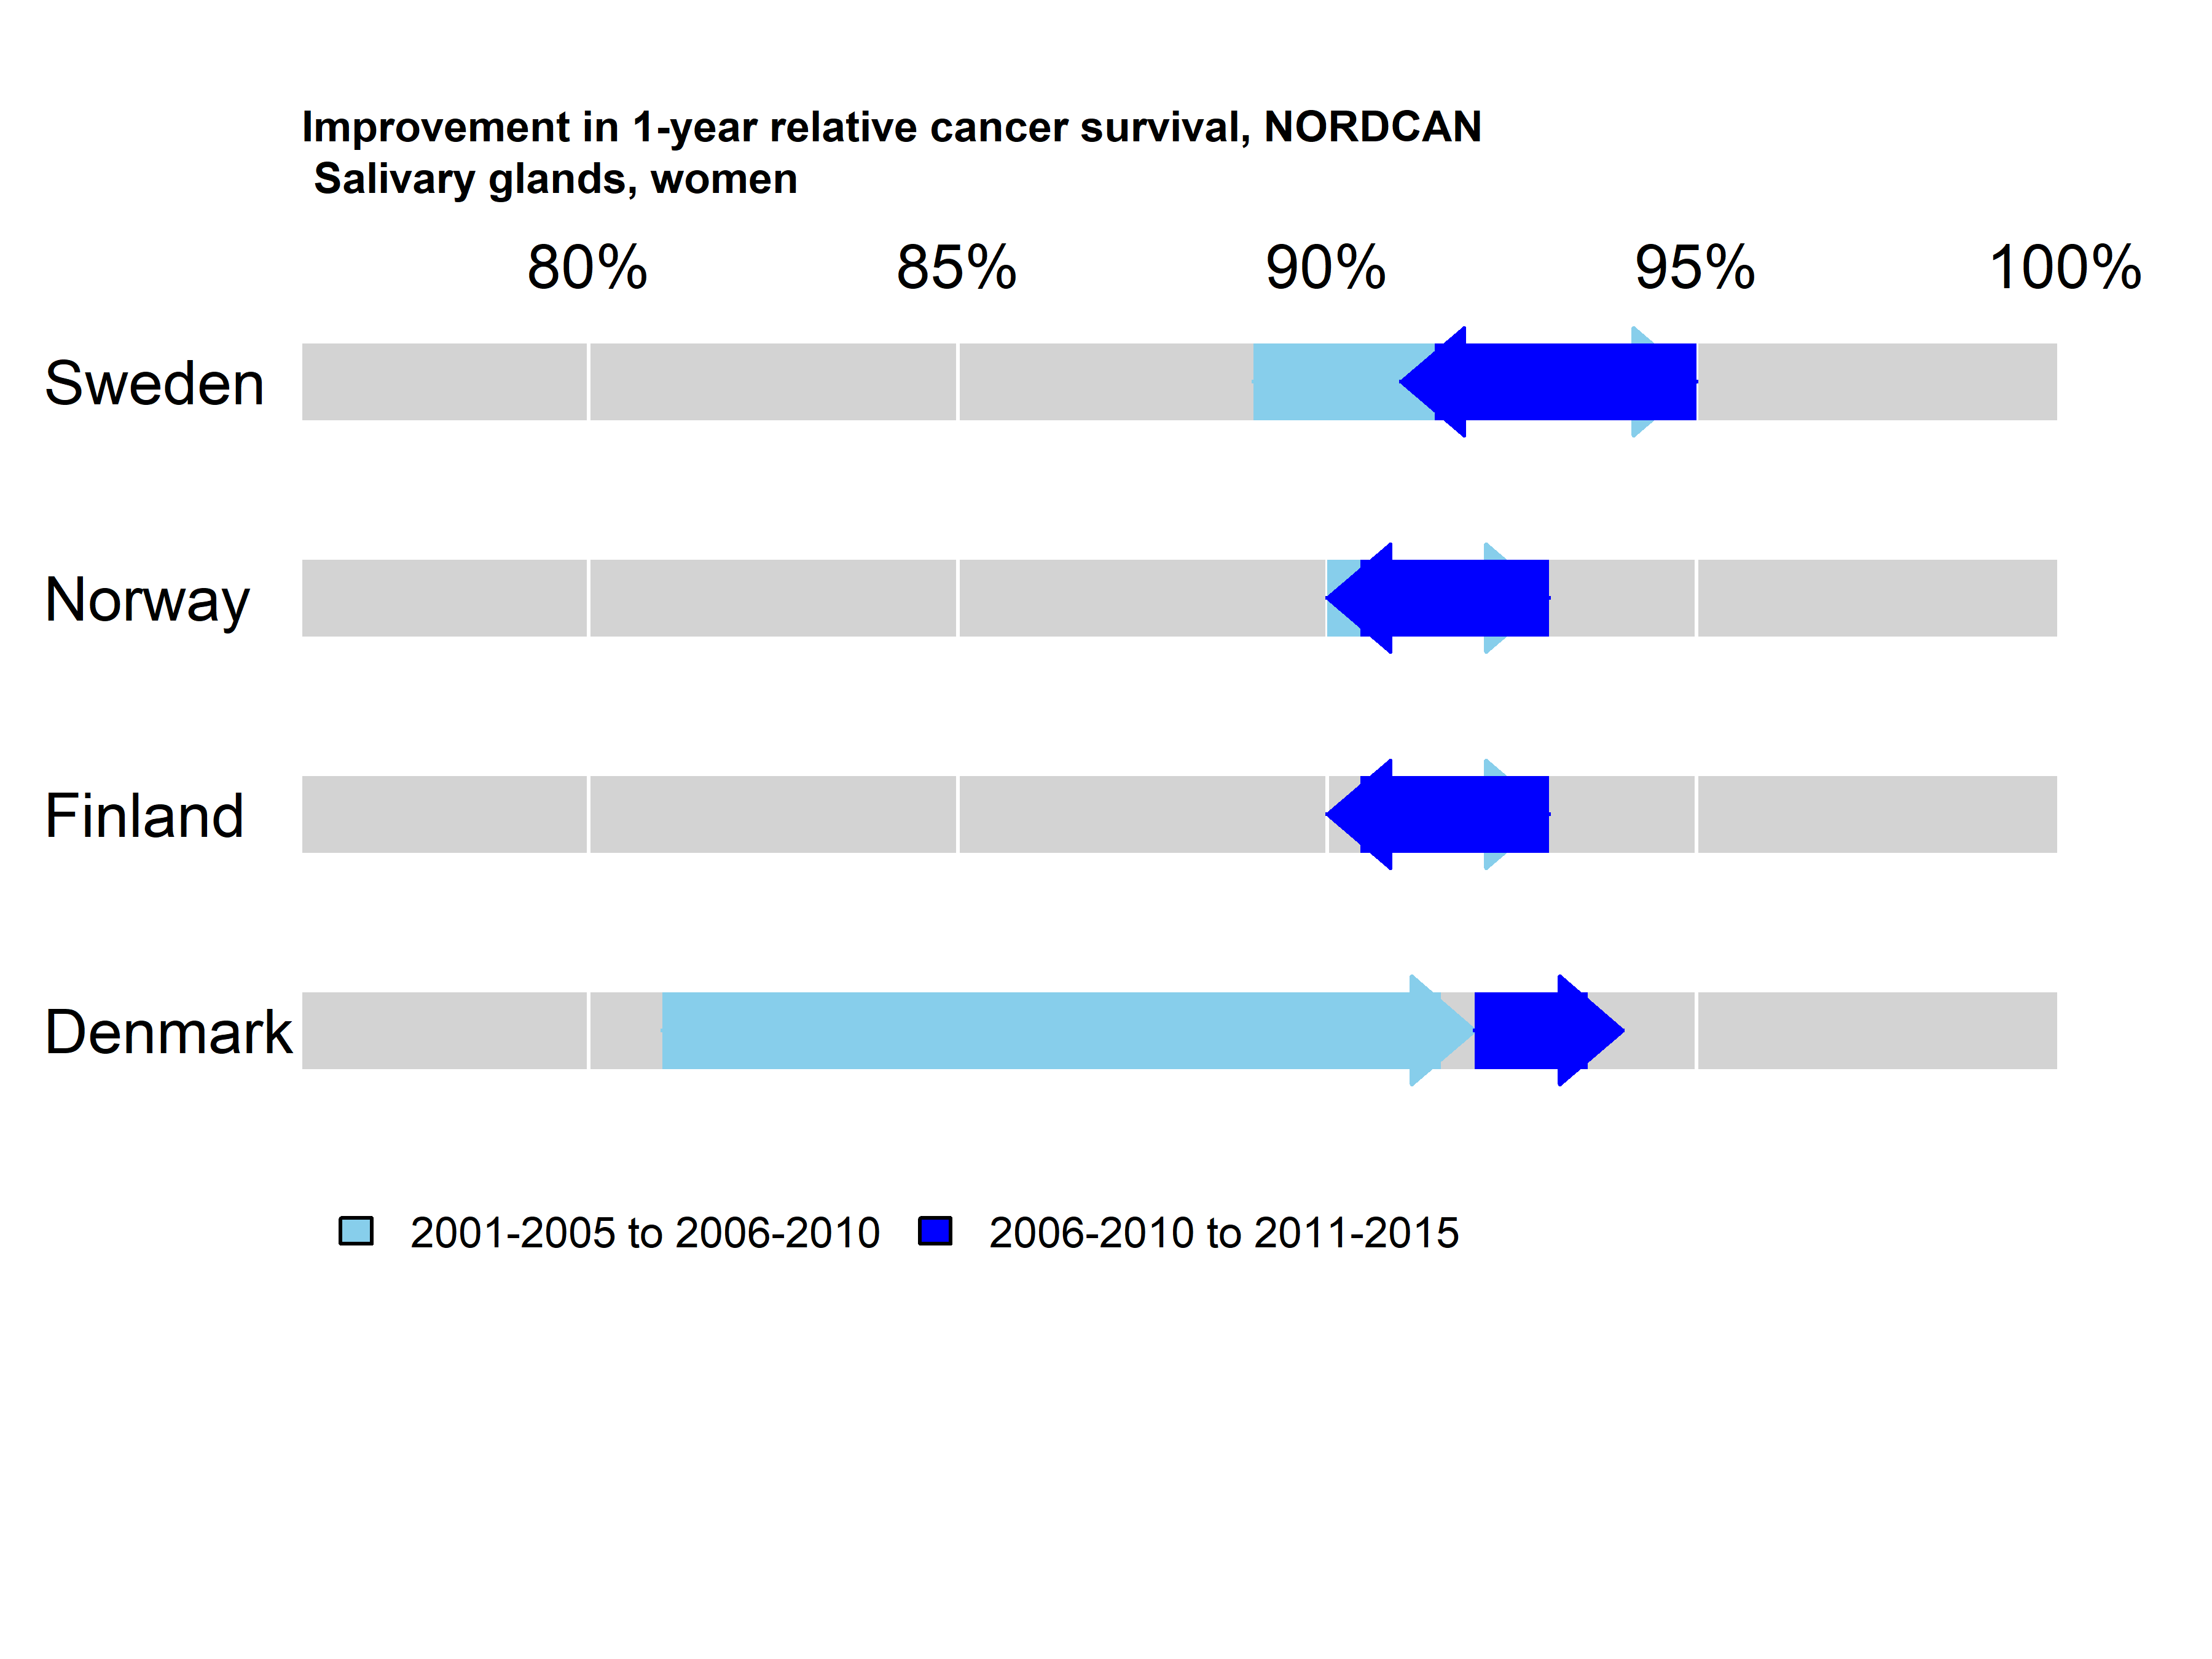 Improvement in 1-year relative cancer survival, NORDCAN
Salivary glands, women
80% 85% 90% 95% 100%
Sweden
Norway
Finland
Denmark
2001-2005 to 2006-2010 2006-2010 to 2011-2015